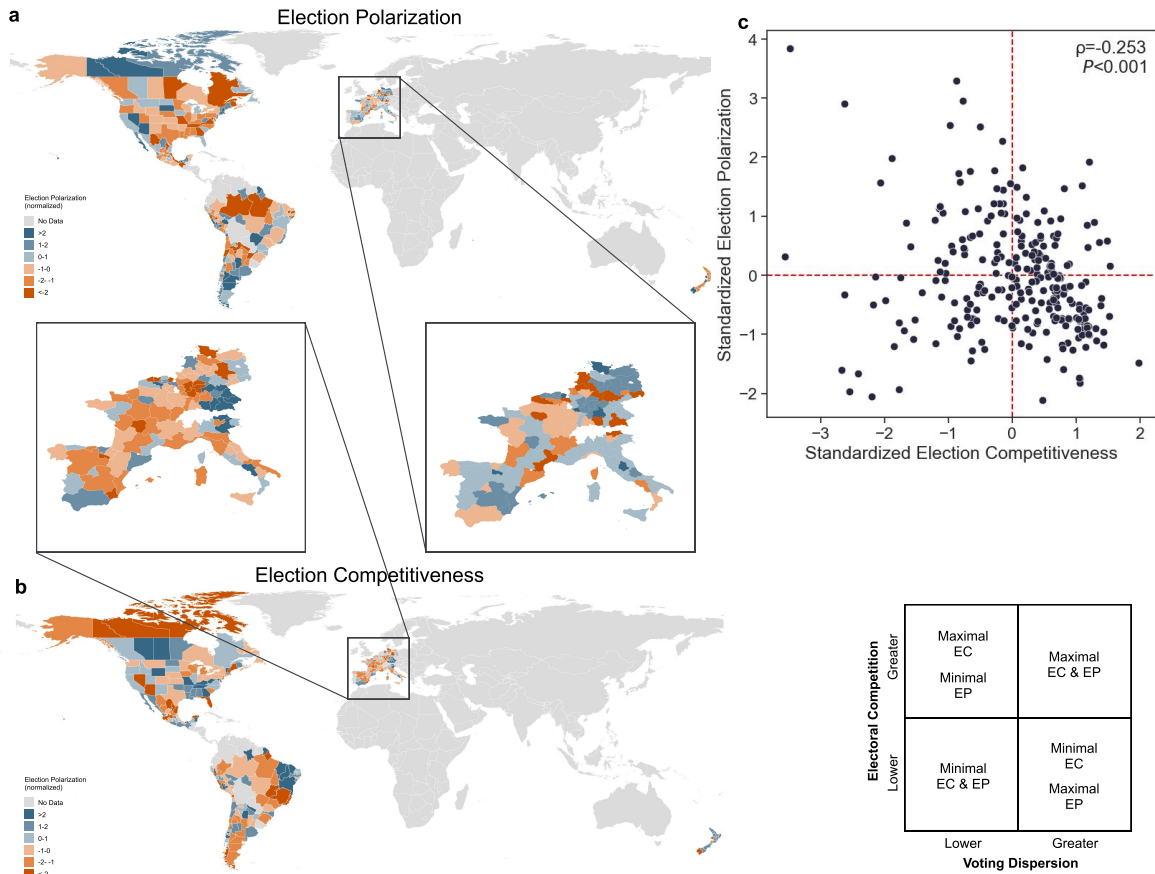 a
Election Polarization
Election Polarization
(normalized)
No Data
>2
1-2
0-1
-1-0
-2- -1
<-2
b
Election Competitiveness
Election Polarization
(normalized)
No Data
>2
1-2
0-1
-1-0
-2- -1
<-2
c
ρ=-0.253
P<0.001
Standardized Election Polarization
4
3
2
1
0
−1
−2
−3
−2
−1
0
1
2
Standardized Election Competitiveness
Electoral Competition
Greater
Lower
Maximal
EC
Minimal
EP
Maximal
EC & EP
Minimal
EC & EP
Minimal
EC
Maximal
EP
Lower
Greater
Voting Dispersion